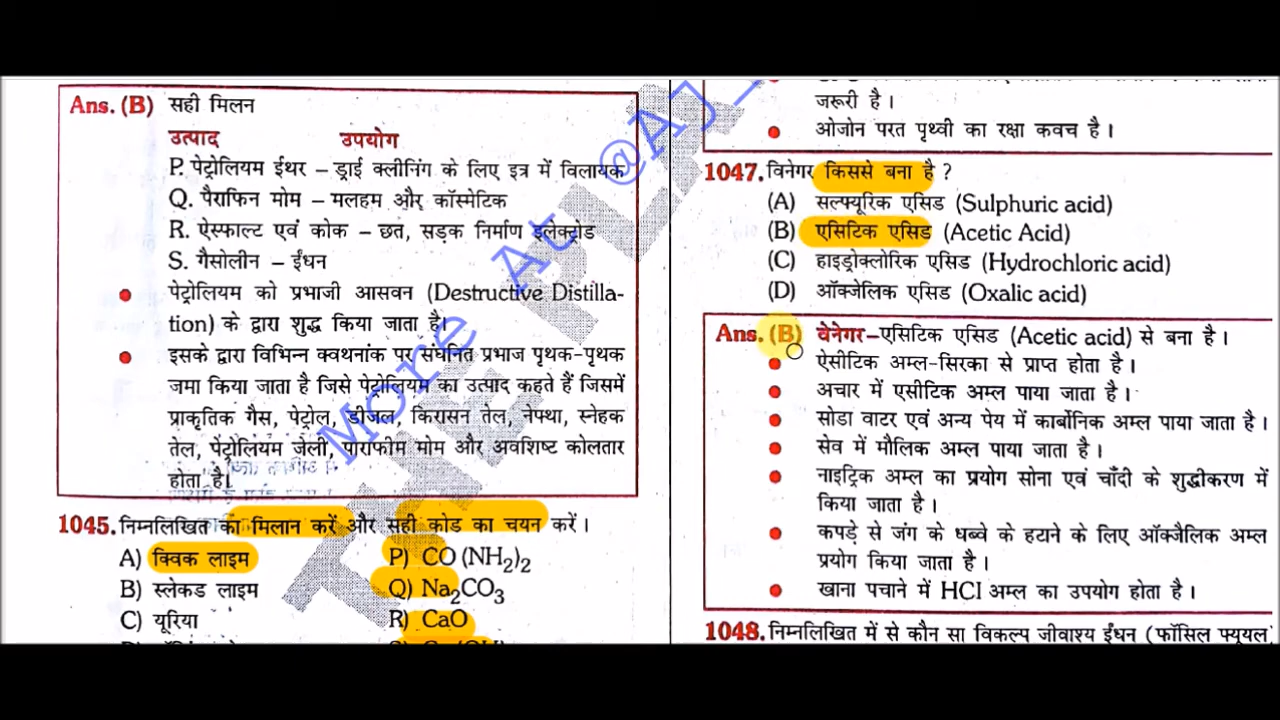 Ans. (B) सही मिलन
उत्पाद उपयोग
P. पेट्रोलियम ईथर – ड्राई क्लीनिंग के लिए इत्र में विलायक
Q. पैराफिन मोम – मलहम और कॉस्मेटिक
R. ऐस्फाल्ट एवं कोक – छत, सड़क निर्माण इलेक्ट्रोड
S. गैसोलीन – ईंधन
पेट्रोलियम को प्रभाजी आसवन (Destructive Distilla-
tion) के द्वारा शुद्ध किया जाता है।
इसके द्वारा विभिन्न क्वथनांक पर संघनित प्रभाज पृथक-पृथक
जमा किया जाता है जिसे पेट्रोलियम का उत्पाद कहते हैं जिसमें
प्राकृतिक गैस, पेट्रोल, डीजल, किरासन तेल, नेफ्था, स्नेहक
तेल, पेट्रोलियम जेली, पाराफीम मोम और अवशिष्ट कोलतार
होता है।
1045. निम्नलिखित का मिलान करें और सही कोड का चयन करें।
A) क्विक लाइम P) CO (NH2)2
B) स्लेकड लाइम Q) Na2CO3
C) यूरिया R) CaO
जरूरी है।
ओजोन परत पृथ्वी का रक्षा कवच है।
1047. विनेगर किससे बना है ?
(A) सल्फ्यूरिक एसिड (Sulphuric acid)
(B) एसिटिक एसिड (Acetic Acid)
(C) हाइड्रोक्लोरिक एसिड (Hydrochloric acid)
(D) ऑक्जेलिक एसिड (Oxalic acid)
Ans. (B) वेनेगर–एसिटिक एसिड (Acetic acid) से बना है।
ऐसीटिक अम्ल-सिरका से प्राप्त होता है।
अचार में एसीटिक अम्ल पाया जाता है।
सोडा वाटर एवं अन्य पेय में कार्बोनिक अम्ल पाया जाता है।
सेव में मौलिक अम्ल पाया जाता है।
नाइट्रिक अम्ल का प्रयोग सोना एवं चाँदी के शुद्धीकरण में
किया जाता है।
कपड़े से जंग के धब्बे के हटाने के लिए ऑक्जैलिक अम्ल
प्रयोग किया जाता है।
खाना पचाने में HCl अम्ल का उपयोग होता है।
1048. निम्नलिखित में से कौन सा विकल्प जीवाश्य ईंधन (फॉसिल फ्यूयल)
More At @AJ_
THE PLA